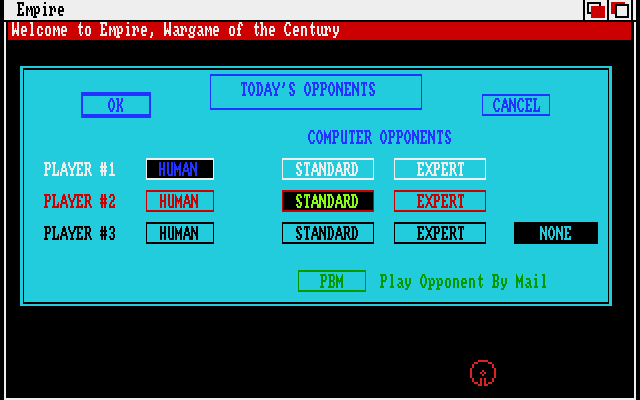 Empire
Welcome to Empire, Wargame of the Century
TODAY'S OPPONENTS
OK
CANCEL
COMPUTER OPPONENTS
PLAYER #1 HUMAN STANDARD EXPERT
PLAYER #2 HUMAN STANDARD EXPERT
PLAYER #3 HUMAN STANDARD EXPERT NONE
PBM Play Opponent By Mail